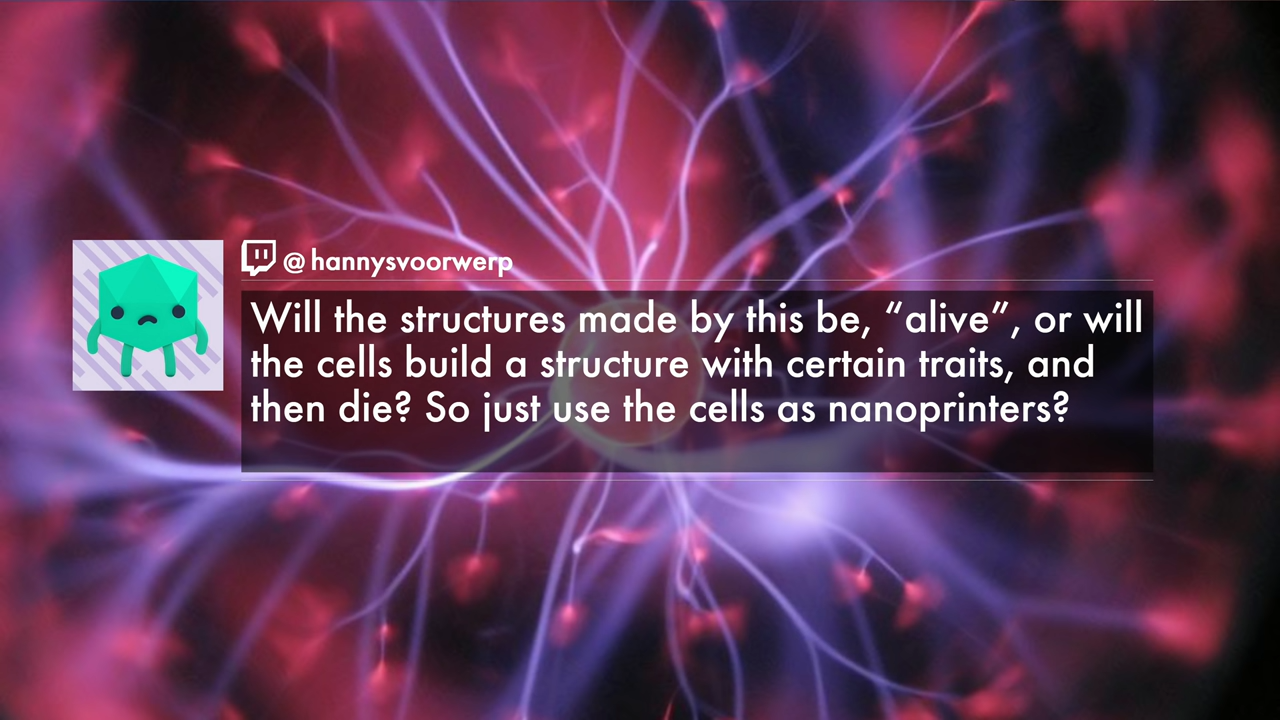 @hannysvoorwerp
Will the structures made by this be, “alive”, or will
the cells build a structure with certain traits, and
then die? So just use the cells as nanoprinters?